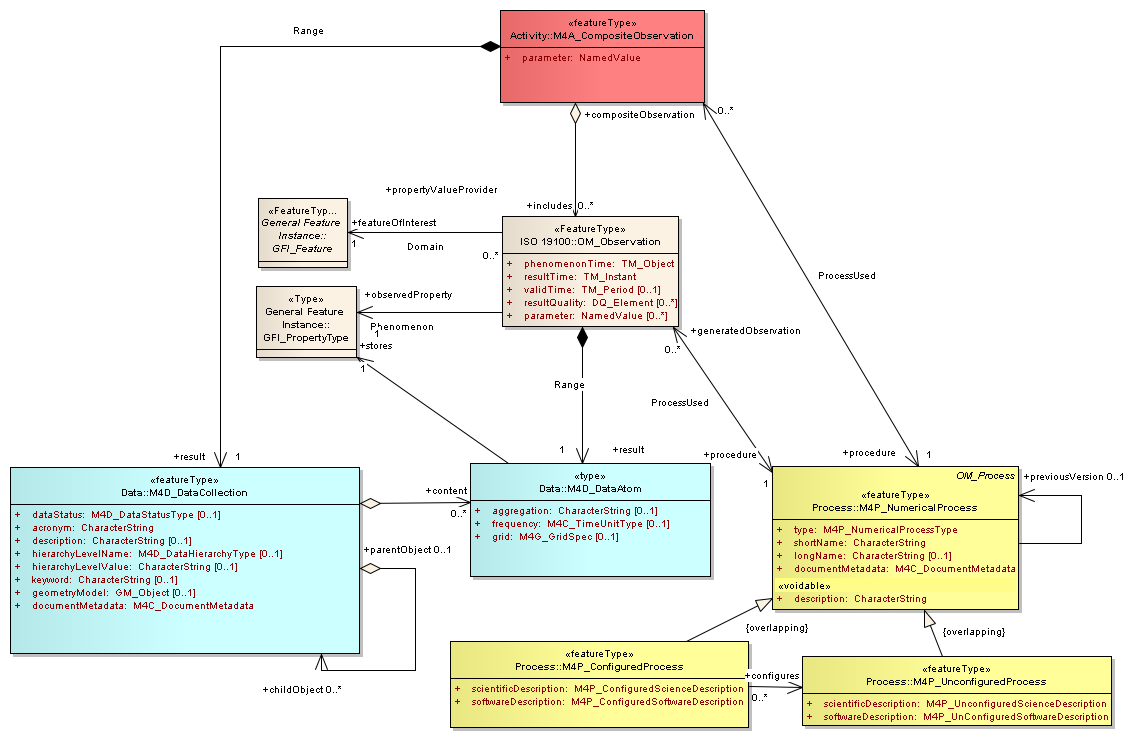 «featureType»
Activity::M4A_CompositeObservation
+ parameter: NamedValue
Range
+compositeObservation
0..*
+propertyValueProvider
+includes 0..*
«FeatureTyp...
General Feature
Instance::
GFI_Feature
+featureOfInterest
1
Domain
0..*
«FeatureType»
ISO 19100::OM_Observation
+ phenomenonTime: TM_Object
+ resultTime: TM_Instant
+ validTime: TM_Period [0..1]
+ resultQuality: DQ_Element [0..*]
+ parameter: NamedValue [0..*]
ProcessUsed
«Type»
General Feature
Instance::
GFI_PropertyType
+observedProperty
Phenomenon
1
+stores
1
+generatedObservation
0..*
Range
ProcessUsed
+result
1
1
+result
+procedure
1
+procedure
1
«featureType»
Data::M4D_DataCollection
+ dataStatus: M4D_DataStatusType [0..1]
+ acronym: CharacterString
+ description: CharacterString [0..1]
+ hierarchyLevelName: M4D_DataHierarchyType [0..1]
+ hierarchyLevelValue: CharacterString [0..1]
+ keyword: CharacterString [0..1]
+ geometryModel: GM_Object [0..1]
+ documentMetadata: M4C_DocumentMetadata
+content
0..*
+parentObject 0..1
+childObject 0..*
«type»
Data::M4D_DataAtom
+ aggregation: CharacterString [0..1]
+ frequency: M4C_TimeUnitType [0..1]
+ grid: M4G_GridSpec [0..1]
OM_Process
«featureType»
Process::M4P_NumericalProcess
+ type: M4P_NumericalProcessType
+ shortName: CharacterString
+ longName: CharacterString [0..1]
+ documentMetadata: M4C_DocumentMetadata
«voidable»
+ description: CharacterString
+previousVersion 0..1
{overlapping}
{overlapping}
«featureType»
Process::M4P_ConfiguredProcess
+ scientificDescription: M4P_ConfiguredScienceDescription
+ softwareDescription: M4P_ConfiguredSoftwareDescription
+configures
0..*
«featureType»
Process::M4P_UnconfiguredProcess
+ scientificDescription: M4P_UnconfiguredScienceDescription
+ softwareDescription: M4P_UnConfiguredSoftwareDescription